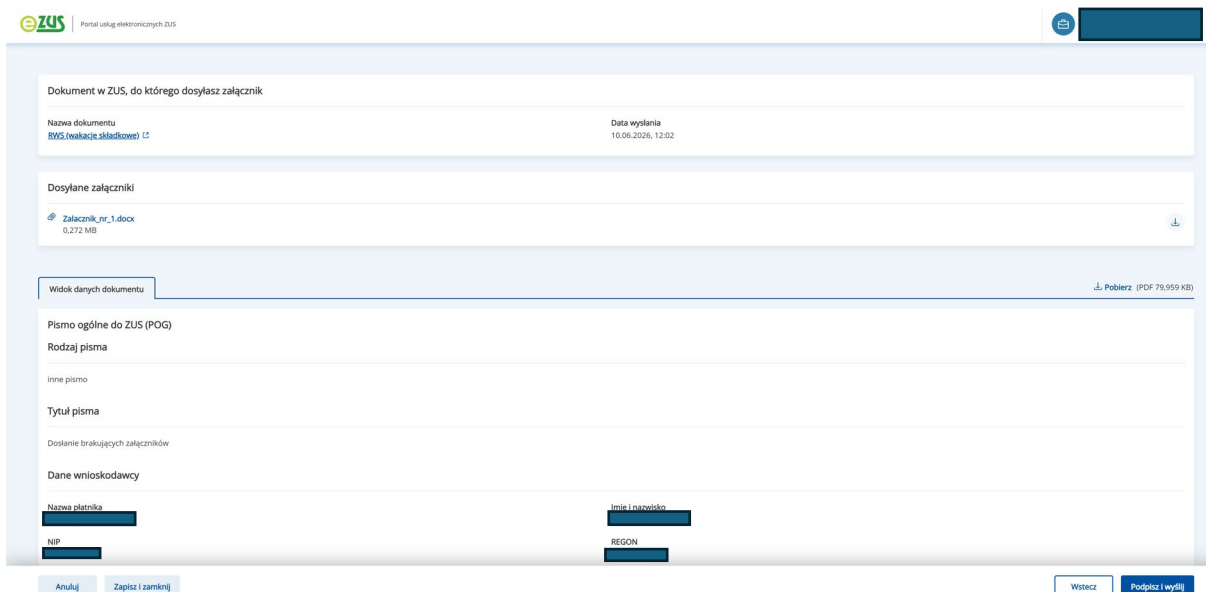 eZUS Portal usług elektronicznych ZUS
Dokument w ZUS, do którego dosyłasz załącznik
Nazwa dokumentu Data wysłania
RWS (wakacje składkowe) 10.06.2026, 12:02
Dosyłane załączniki
Zalacznik_nr_1.docx
0,272 MB
Widok danych dokumentu Pobierz (PDF 79,959 KB)
Pismo ogólne do ZUS (POG)
Rodzaj pisma
inne pismo
Tytuł pisma
Dosłanie brakujących załączników
Dane wnioskodawcy
Nazwa płatnika Imię i nazwisko
NIP REGON
Anuluj Zapisz i zamknij Wstecz Podpisz i wyślij